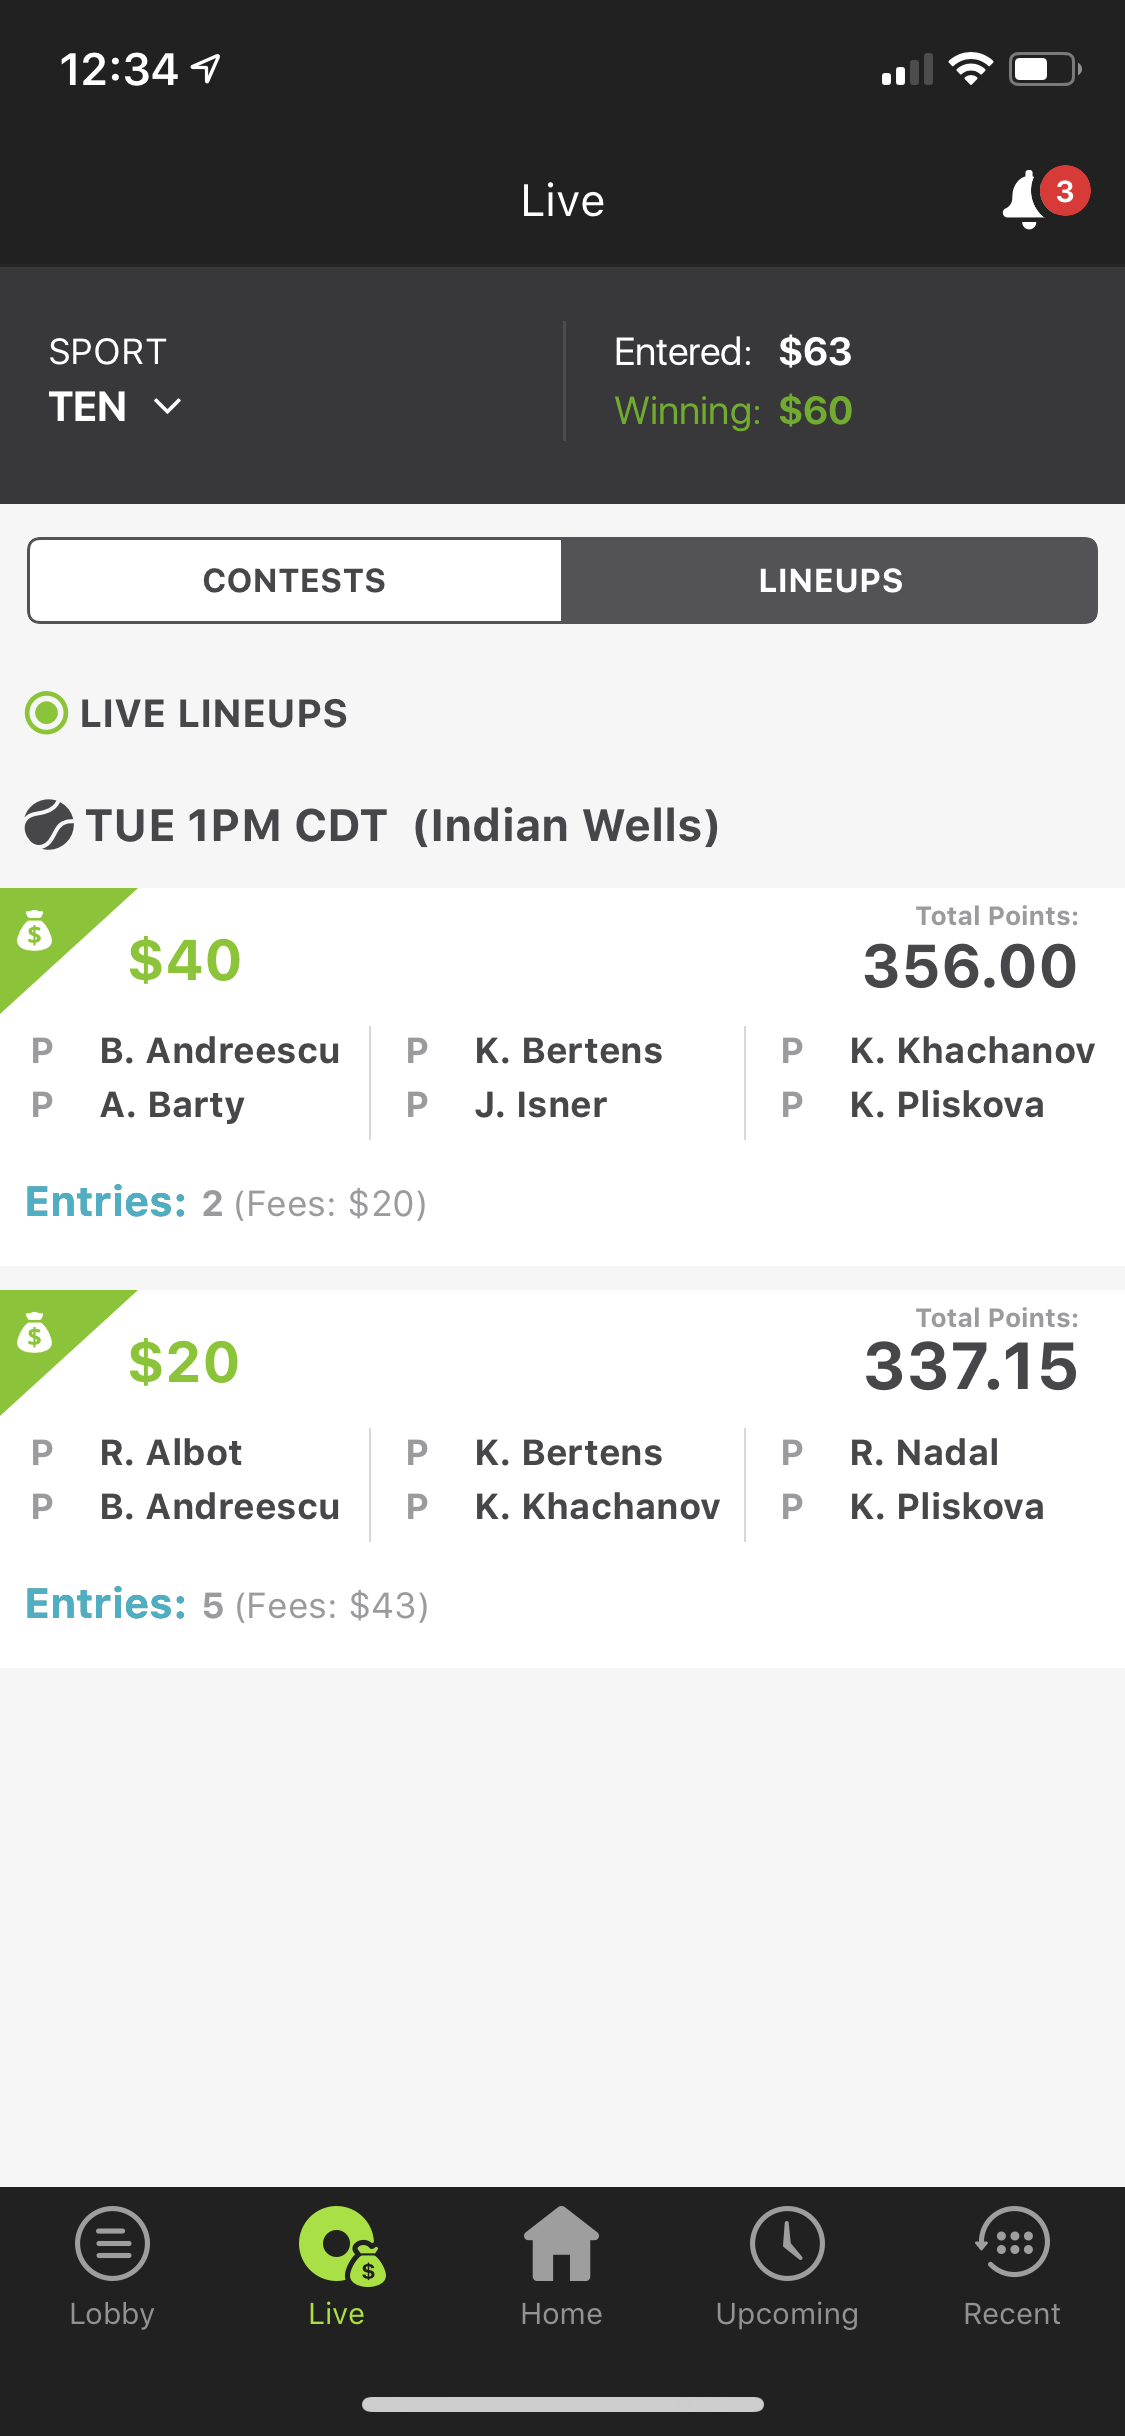 12:34
Live
3
SPORT
TEN
Entered: $63
Winning: $60
CONTESTS
LINEUPS
LIVE LINEUPS
TUE 1PM CDT (Indian Wells)
$
$40
Total Points:
356.00
P B. Andreescu
P A. Barty
P K. Bertens
P J. Isner
P K. Khachanov
P K. Pliskova
Entries: 2 (Fees: $20)
$
$20
Total Points:
337.15
P R. Albot
P B. Andreescu
P K. Bertens
P K. Khachanov
P R. Nadal
P K. Pliskova
Entries: 5 (Fees: $43)
$
Lobby
Live
Home
Upcoming
Recent